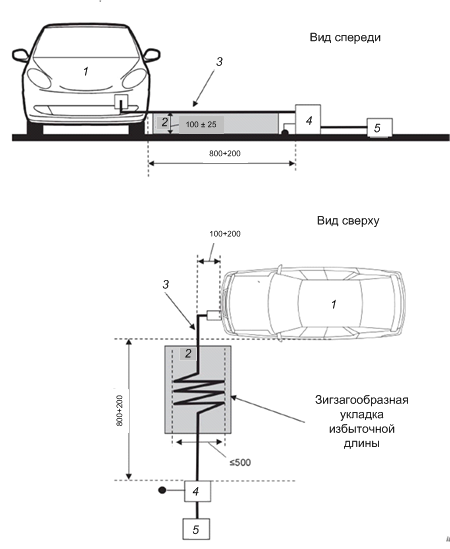 Вид спереди
1
3
2
100 ± 25
4
5
800+200
Вид сверху
100+200
3
1
2
800+200
Зигзагообразная
укладка
избыточной
длины
≤500
4
5